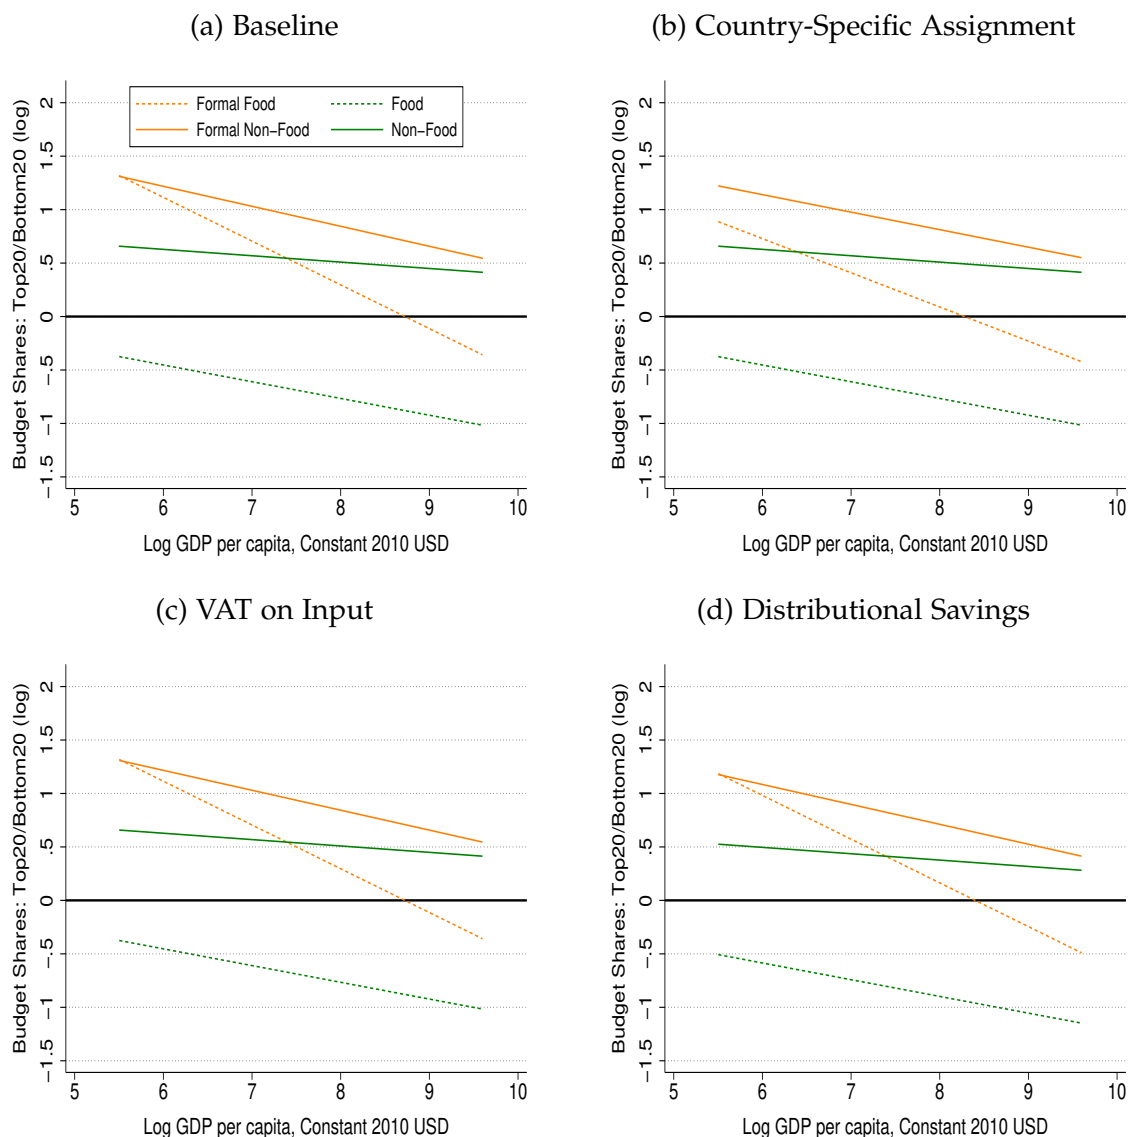 (a) Baseline
(b) Country-Specific Assignment
Budget Shares: Top20/Bottom20 (log)
2
1.5
1
.5
0
−.5
−1
−1.5
Formal Food
Food
Formal Non−Food
Non−Food
5 6 7 8 9 10
Log GDP per capita, Constant 2010 USD
Budget Shares: Top20/Bottom20 (log)
2
1.5
1
.5
0
−.5
−1
−1.5
5 6 7 8 9 10
Log GDP per capita, Constant 2010 USD
(c) VAT on Input
(d) Distributional Savings
Budget Shares: Top20/Bottom20 (log)
2
1.5
1
.5
0
−.5
−1
−1.5
5 6 7 8 9 10
Log GDP per capita, Constant 2010 USD
Budget Shares: Top20/Bottom20 (log)
2
1.5
1
.5
0
−.5
−1
−1.5
5 6 7 8 9 10
Log GDP per capita, Constant 2010 USD